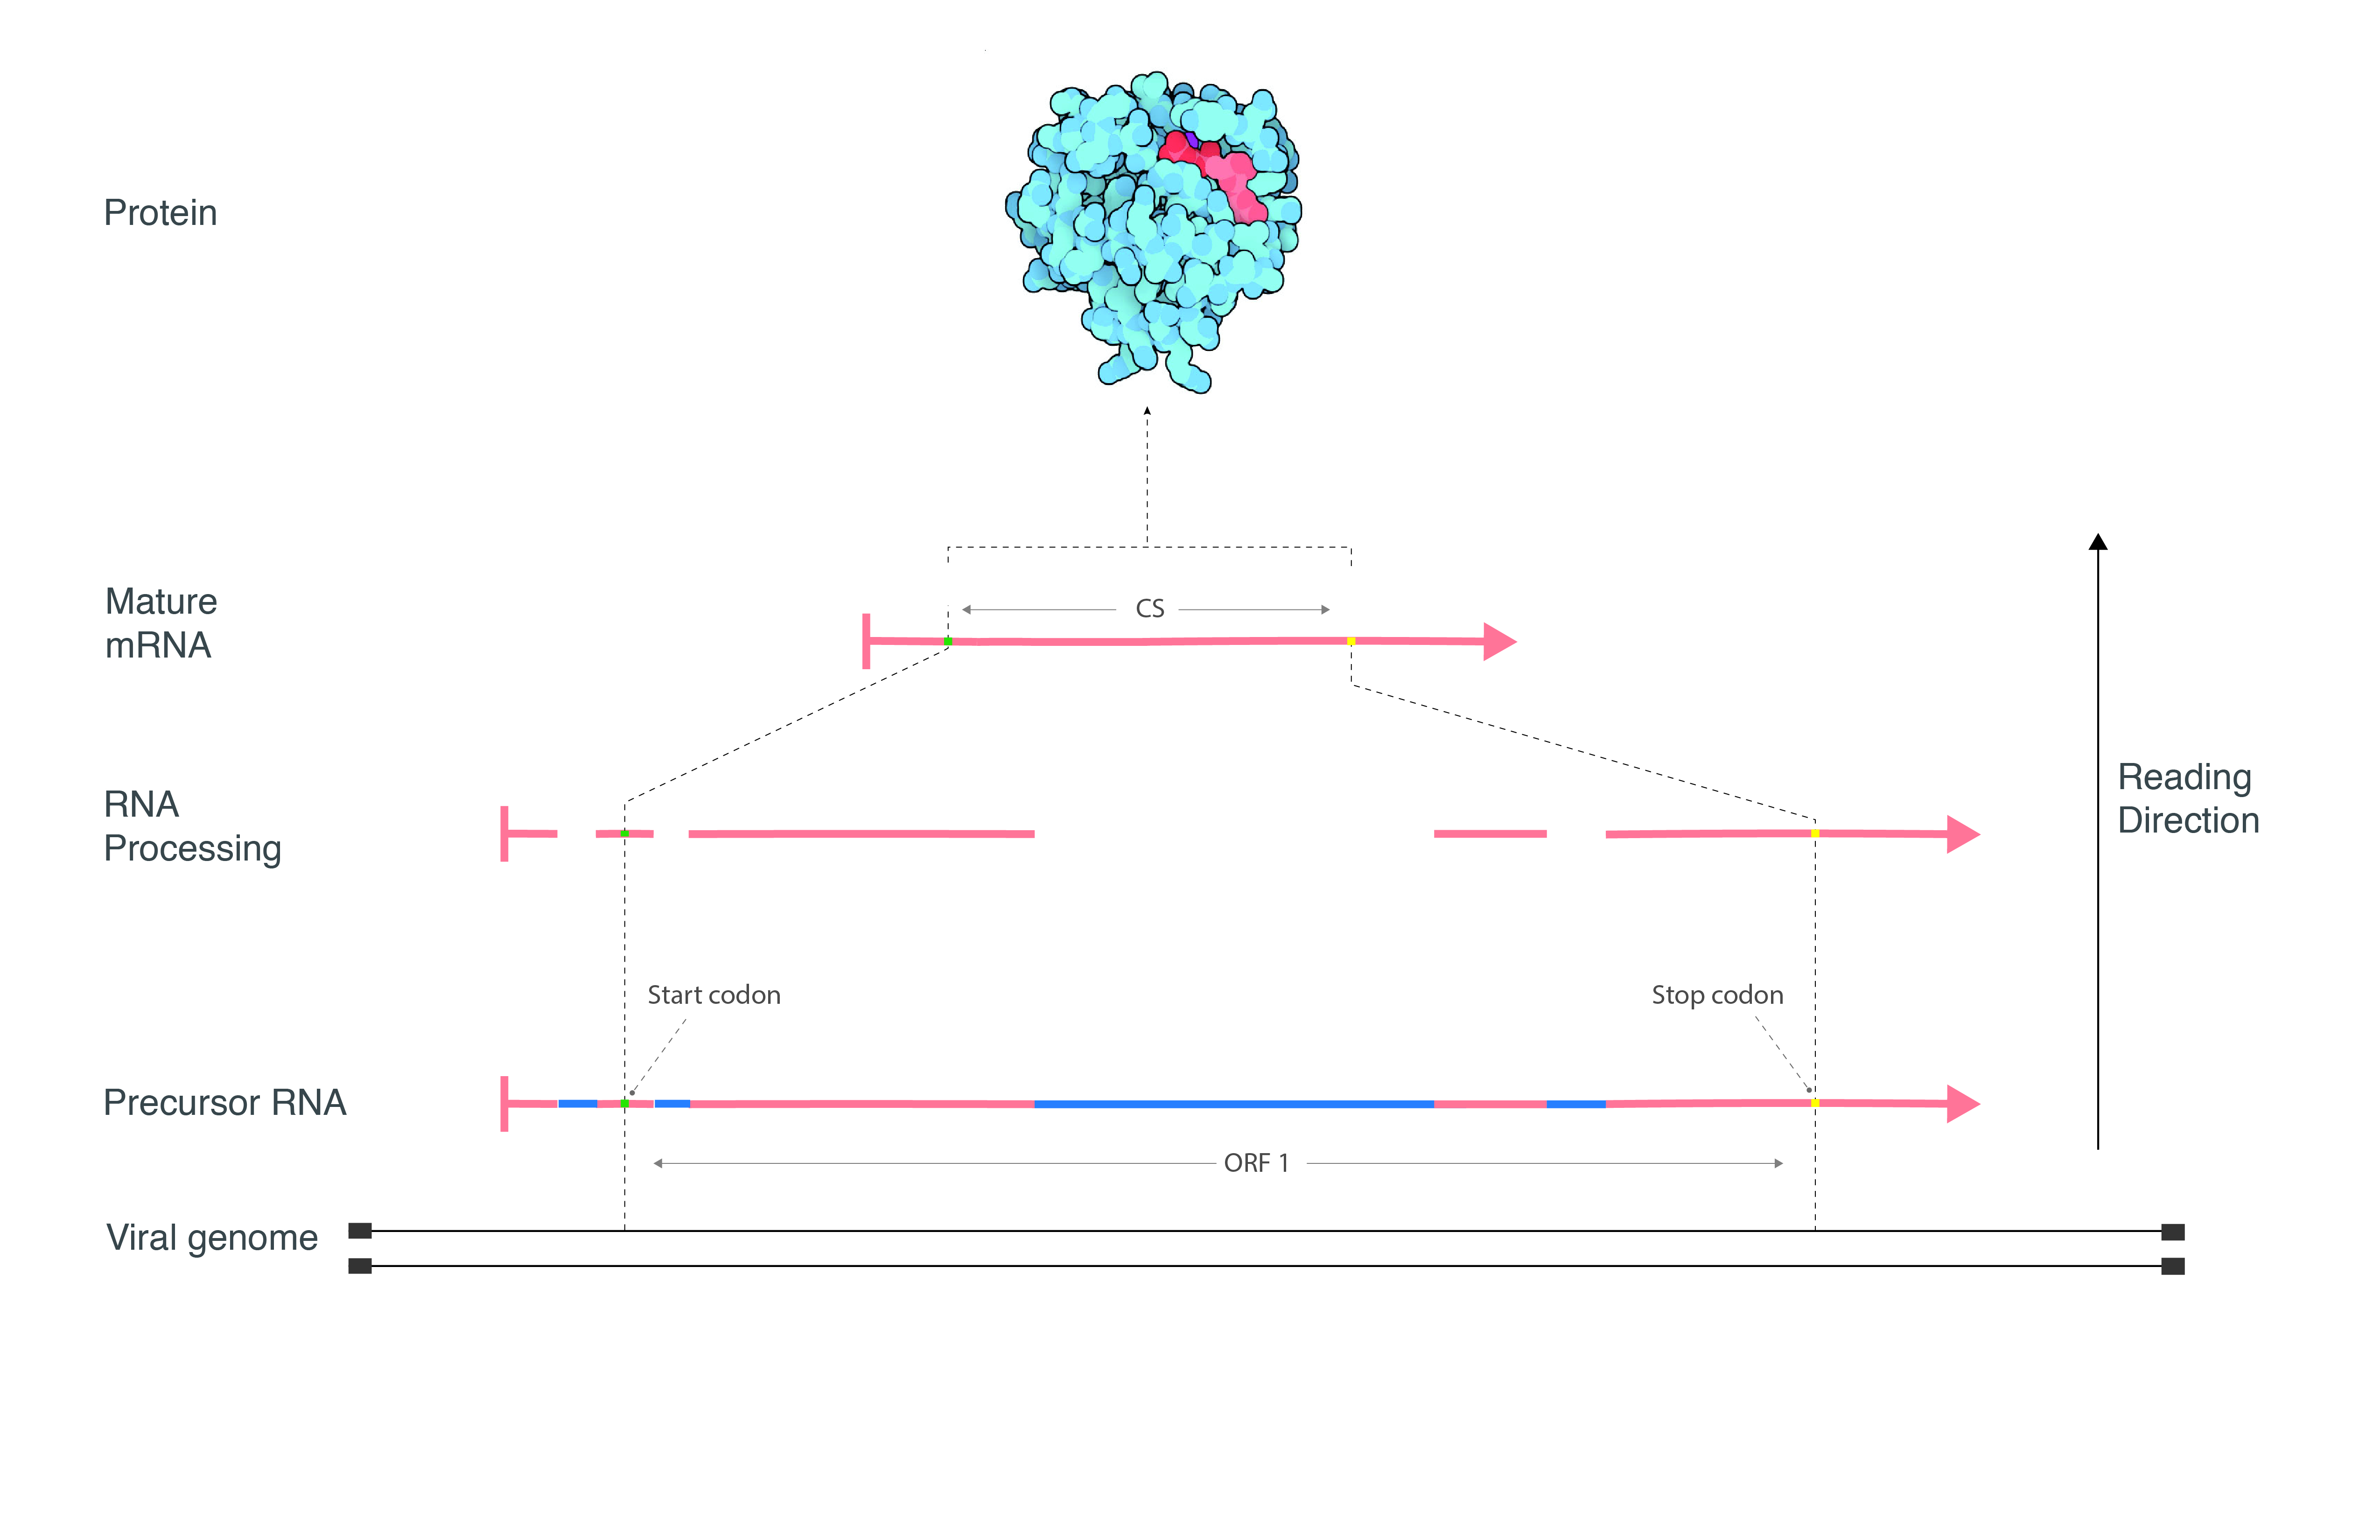 Protein
Mature
mRNA
CS
RNA
Processing
Reading
Direction
Start codon
Stop codon
Precursor RNA
ORF 1
Viral genome